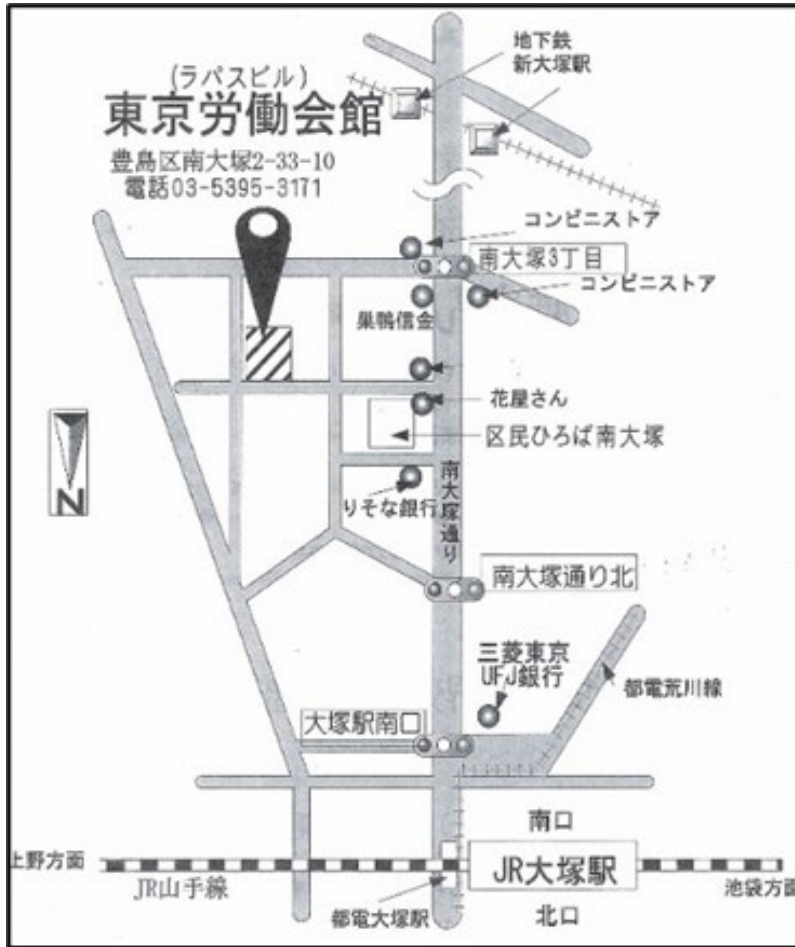 地下鉄
新大塚駅
(ラパスビル)
東京労働会館
豊島区南大塚2-33-10
電話03-5395-3171
コンビニストア
南大塚3丁目
コンビニストア
巣鴨信金
花屋さん
区民ひろば南大塚
南大塚通り
りそな銀行
N
南大塚通り北
三菱東京
UFJ銀行
都電荒川線
大塚駅南口
南口
上野方面
JR山手線
JR大塚駅
池袋方面
都電大塚駅
北口